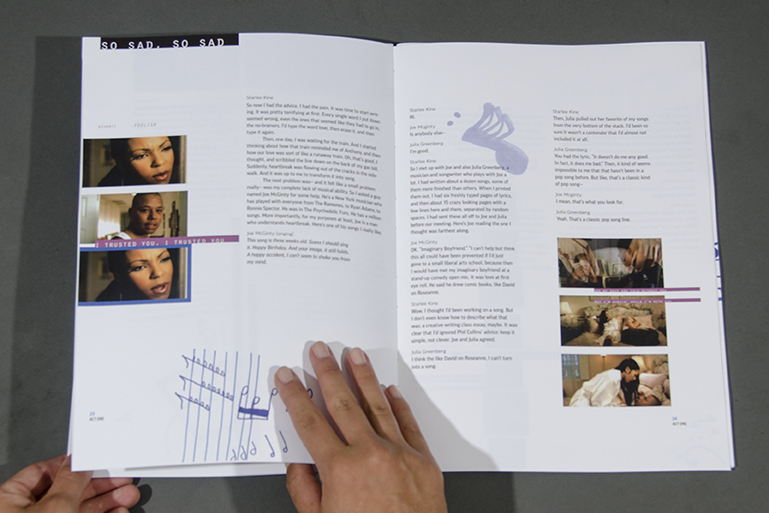 SO SAD, SO SAD
I TRUSTED YOU, I TRUSTED
Starlee Kine
So now I had the advice. I had the pain. It was time to start writ-
ing. It was pretty terrifying at first. Every single word I put down
seemed wrong, even the ones that seemed like they had to go in,
the no-brainers. I'd type the word love, then erase it, and then
type it again.
Then, one day, I was waiting for the train. And I started
thinking about how that train reminded me of Anthony, and then
how our love was sort of like a runaway train. Oh, that's good, I
thought, and scribbled the line down on the back of my gas bill.
Suddenly, heartbreak was flowing out of the cracks in the side-
walk. And it was up to me to transform it into song.
The next problem was-- and it felt like a small problem
really-- was my complete lack of musical ability. So I asked a guy
named Joe McGinty for some help. He's a New York musician who
has played with everyone from The Ramones, to Ryan Adams, to
Ronnie Spector. He was in The Psychedelic Furs. He has a million
songs. More importantly, for my purposes at least, Joe is a man
who understands heartbreak. Here's one of his songs I really like.
Joe McGinty (singing)
This song is three weeks old. Guess I should sing
it, Happy Birthday. And your image, it still haunts.
A happy accident. I can't seem to shake you from
my mind.
23
ACT ONE
Starlee Kine
Hi.
Joe Mcginty
Is anybody else--
Julia Greenberg
I'm good.
Starlee Kine
So I met up with Joe and also Julia Greenberg, a
musician and songwriter who plays with Joe a
lot. I had written about a dozen songs, some of
them more finished than others. When I printed
them out, I had six freshly typed pages of lyrics,
and then about 15 crazy looking pages with a
few lines here and there, separated by random
spaces. I had sent these all off to Joe and Julia
before our meeting. Here's Joe reading the one I
thought was farthest along.
Joe McGinty
OK. "Imaginary Boyfriend." "I can't help but think
this all could have been prevented if I'd just
gone to a small liberal arts school, because then
I would have met my imaginary boyfriend at a
stand-up comedy open mic. It was love at first
eye roll. He said he drew comic books, like David
on Roseanne.
Starlee Kine
Wow. I thought I'd been working on a song. But
I don't even know how to describe what that
was a creative writing class essay, maybe. It was
clear that I'd ignored Phil Collins' advice, keep it
simple, not clever. Joe and Julia agreed.
Julia Greenberg
I think the like David on Roseanne, I can't turn
into a song.
Starlee Kine
Then, Julia pulled out her favorite of my songs
from the very bottom of the stack. I'd been so
sure it wasn't a contender that I'd almost not
included it at all.
Julia Greenberg
You had the lyric, "It doesn't do me any good.
In fact, it does me bad." Then, it kind of seems
impossible to me that that hasn't been in a
pop song before. But like, that's a classic kind
of pop song--
Joe Mcginty
I mean, that's what you look for.
Julia Greenberg
Yeah. That's a classic pop song line.
24
ACT ONE